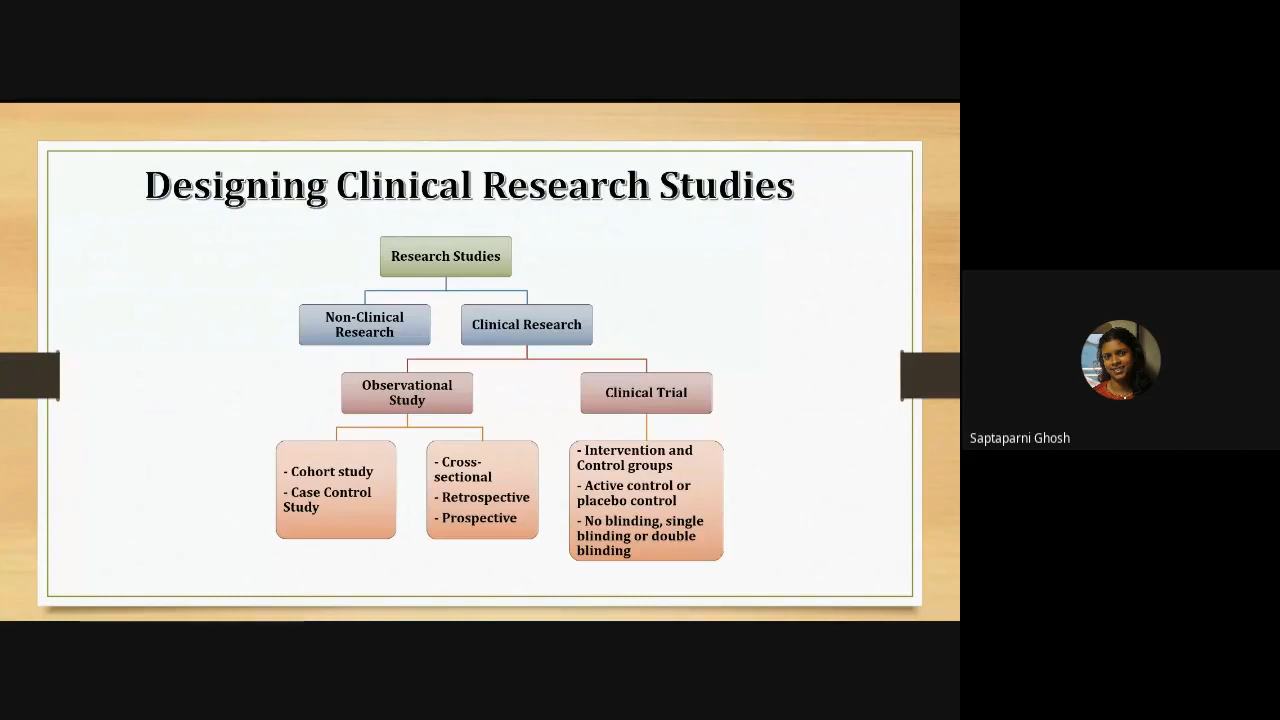 Designing Clinical Research Studies
Research Studies
Non-Clinical
Research
Clinical Research
Observational
Study
Clinical Trial
- Cohort study
- Case Control
Study
- Cross-
sectional
- Retrospective
- Prospective
- Intervention and
Control groups
- Active control or
placebo control
- No blinding, single
blinding or double
blinding
Saptaparni Ghosh